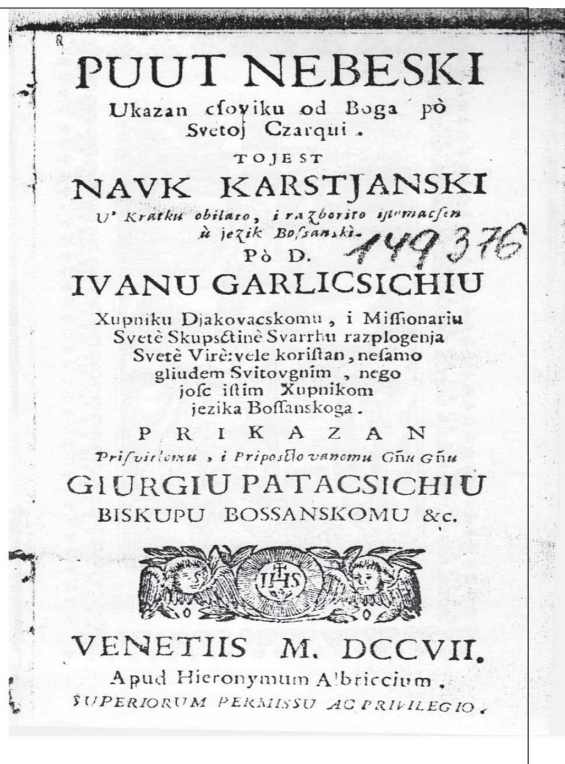 PUUT NEBESKI
Ukazan cſoviku od Boga pò
Svetoj Czarqui .
TOJEST
NAVK KARSTJANSKI
U' Kratku obilato, i razborito iſtomacſen
ù jezik Boſſanski.
149376
Pò D.
IVANU GARLICSICHIU
Xupniku Djakovacskomu , i Miſſionariu
Svetè Skupsctinè Svarrhu razplogenja
Svetè Virè: vele koriſtan, neſamo
gliudem Svitovgnim , nego
joſc iſtim Xupnikom
jezika Boſſanskoga .
PRIKAZAN
Priſvitlomu , i Priposctovanomu Gñu Gñu
GIURGIU PATACSICHIU
BISKUPU BOSSANSKOMU &c.
IHS
VENETIIS M. DCCVII.
Apud Hieronymum Albriccium .
SUPERIORUM PERMISSU AC PRIVILEGIO .